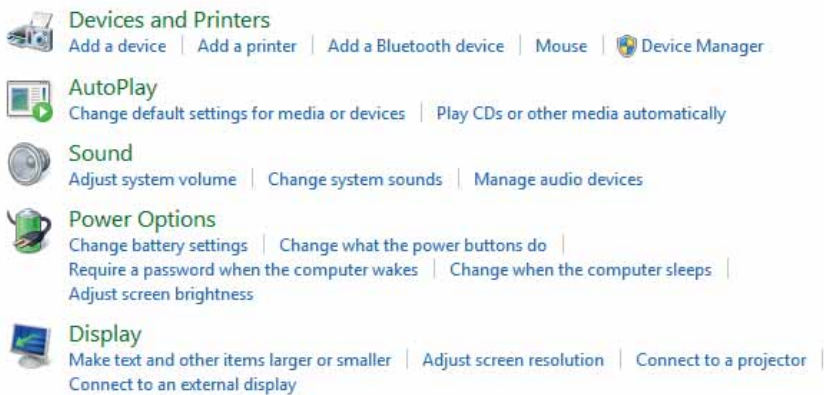 Devices and Printers
Add a device | Add a printer | Add a Bluetooth device | Mouse | Device Manager
AutoPlay
Change default settings for media or devices | Play CDs or other media automatically
Sound
Adjust system volume | Change system sounds | Manage audio devices
Power Options
Change battery settings | Change what the power buttons do |
Require a password when the computer wakes | Change when the computer sleeps |
Adjust screen brightness
Display
Make text and other items larger or smaller | Adjust screen resolution | Connect to a projector |
Connect to an external display